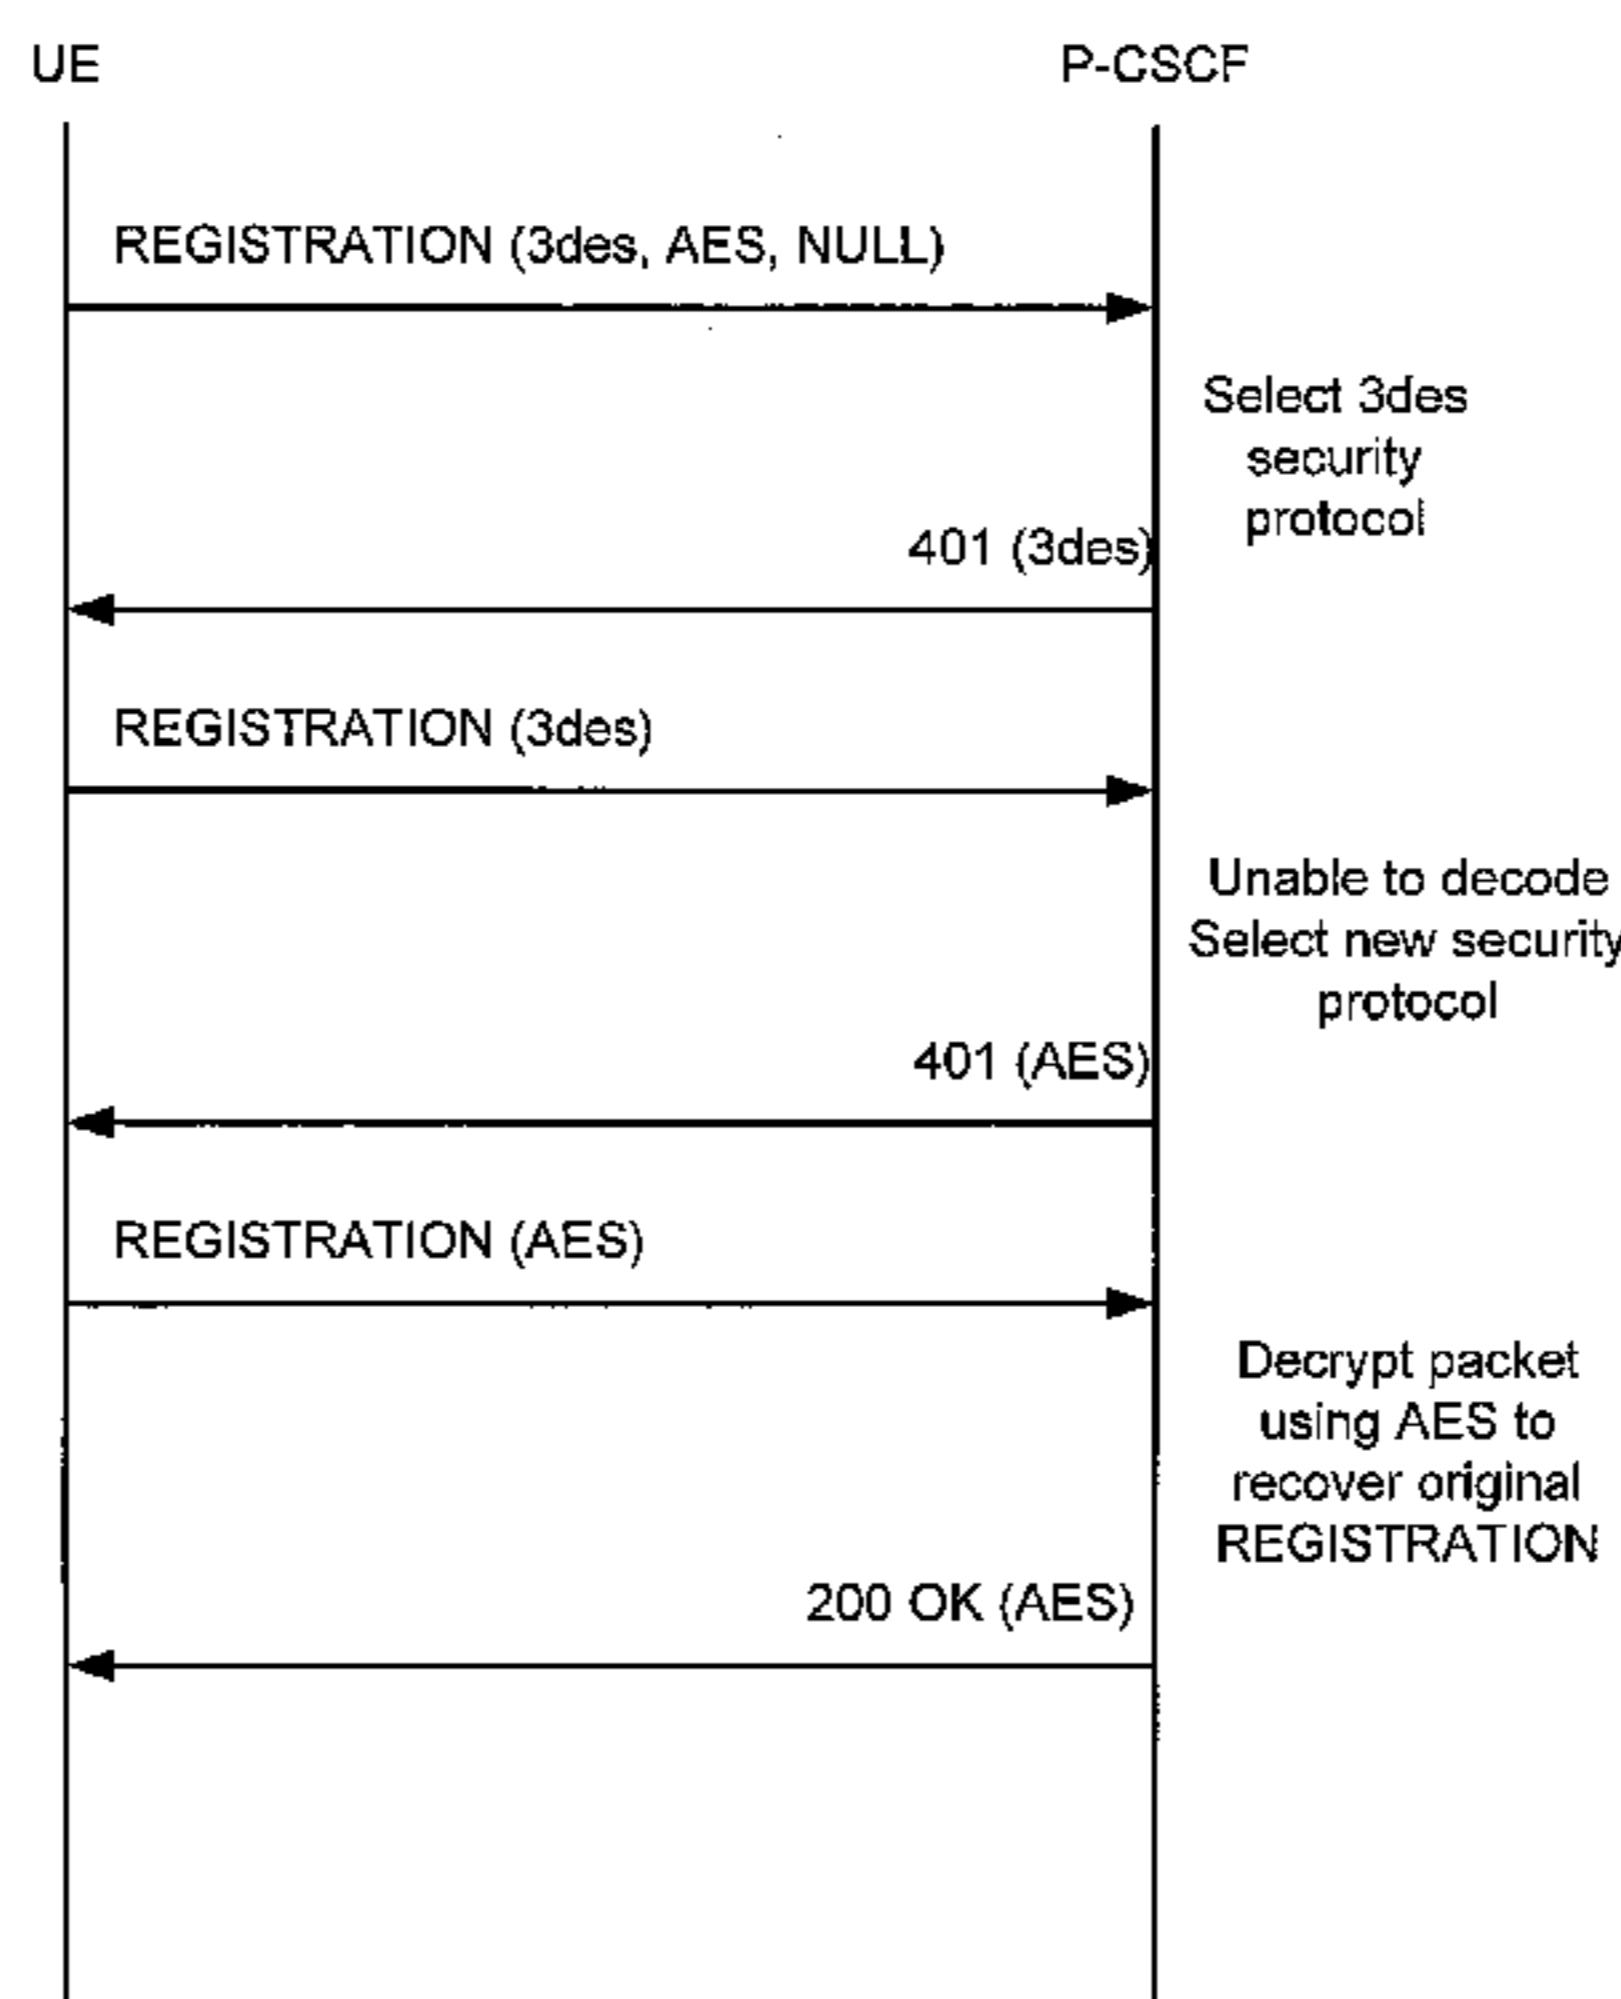 UE
P-CSCF
REGISTRATION (3des, AES, NULL)
Select 3des
security
protocol
401 (3des)
REGISTRATION (3des)
Unable to decode
Select new security
protocol
401 (AES)
REGISTRATION (AES)
Decrypt packet
using AES to
recover original
REGISTRATION
200 OK (AES)